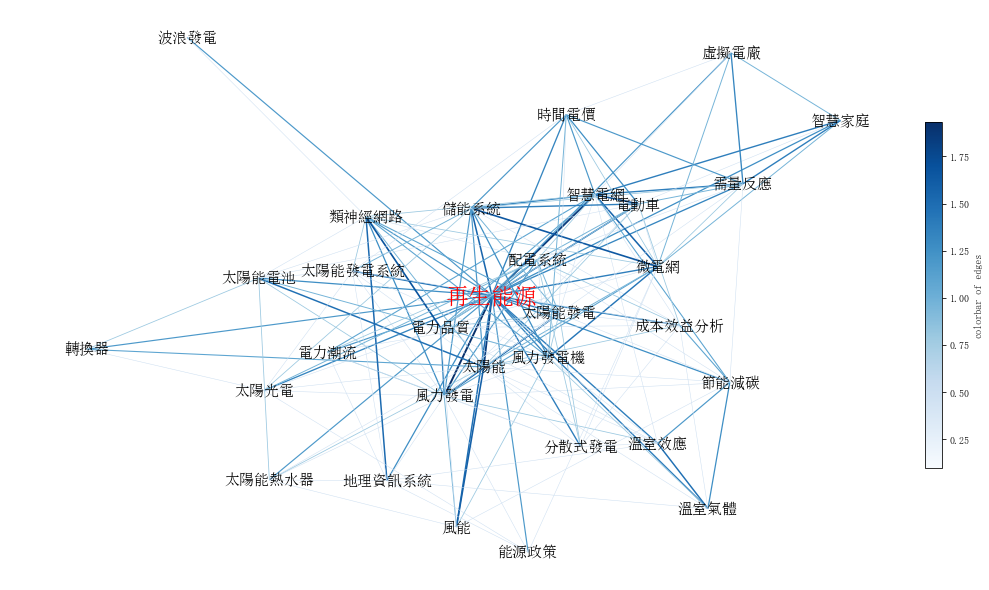 波浪發電
虛擬電廠
時間電價
智慧家庭
需量反應
智慧電網
電動車
儲能系統
類神經網路
配電系統
微電網
太陽能發電系統
太陽能電池
再生能源
太陽能發電
電力品質
成本效益分析
轉換器
電力潮流
風力發電機
太陽能
節能減碳
太陽光電
風力發電
分散式發電
溫室效應
太陽能熱水器
地理資訊系統
溫室氣體
風能
能源政策
1.75
1.50
1.25
1.00
0.75
0.50
0.25
colorbar of edges